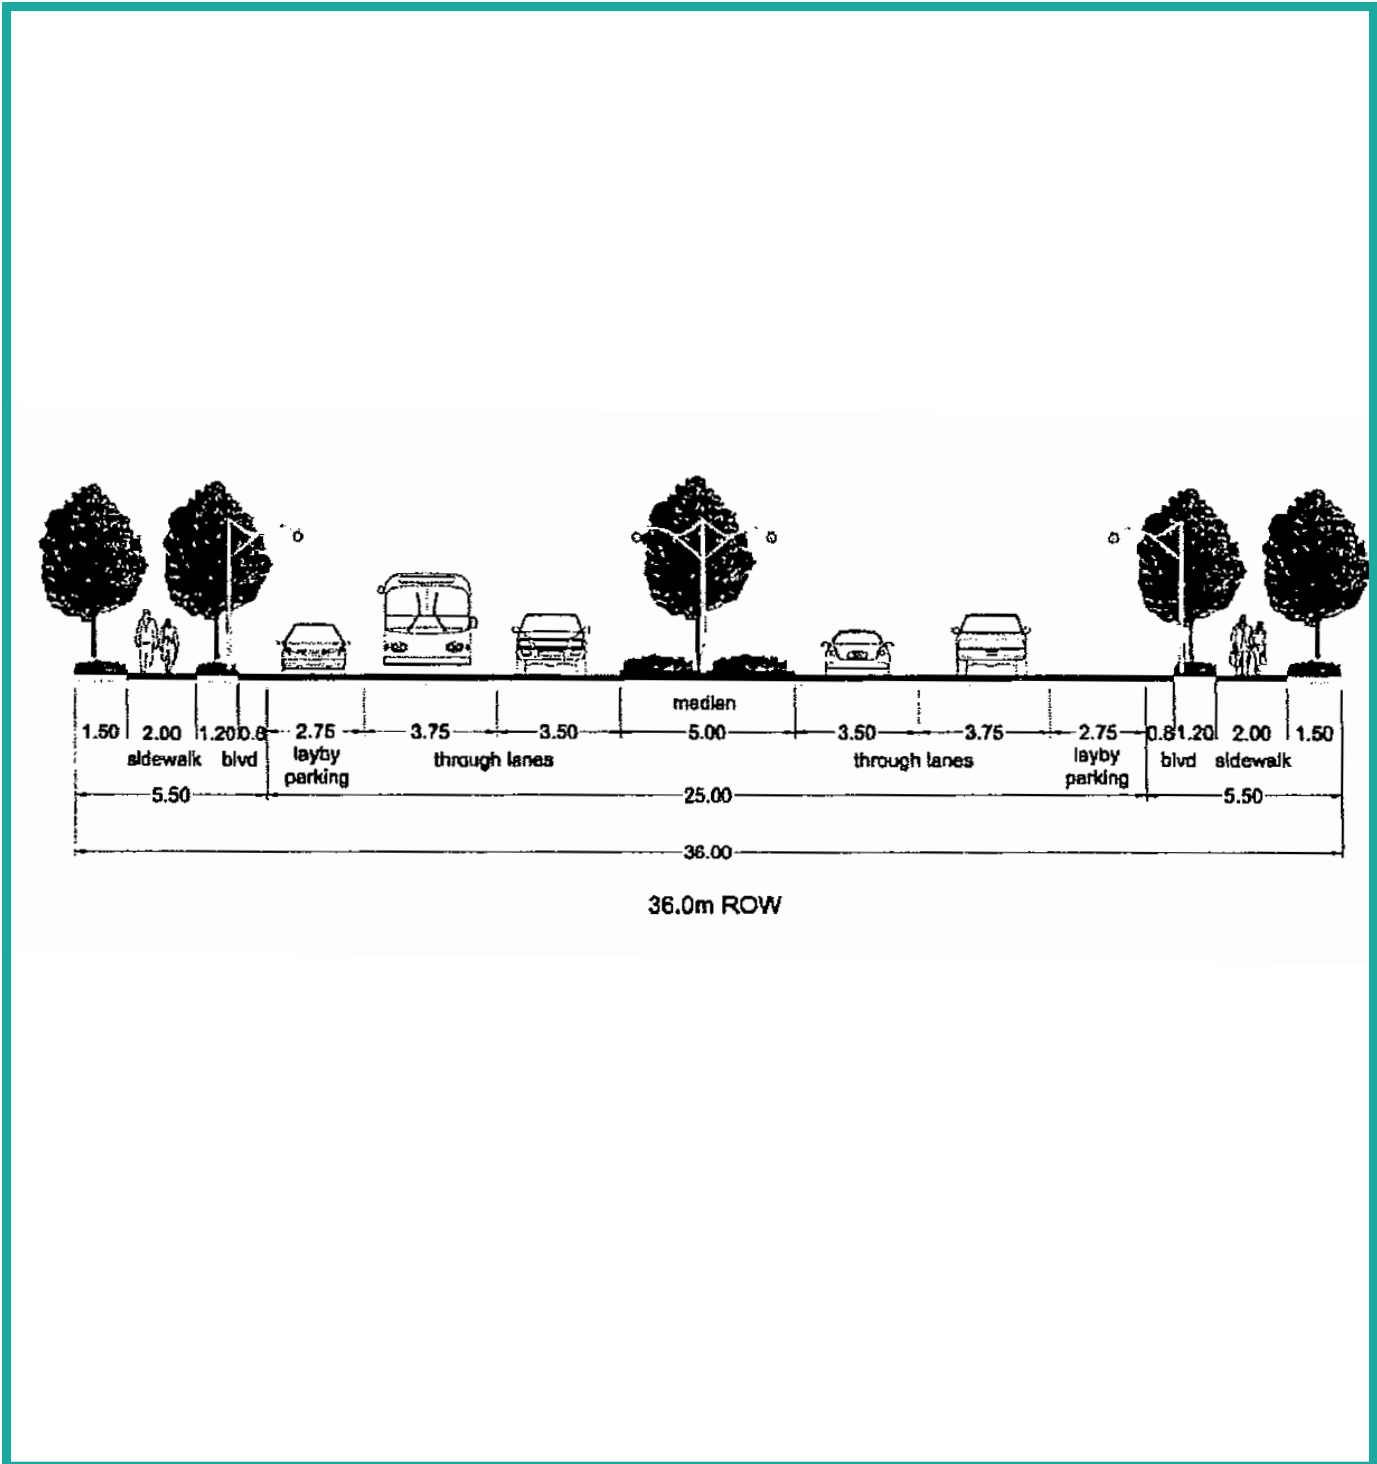 median
1.50 2.00 1.20 0.8 2.75 3.75 3.50 5.00 3.50 3.75 2.75 0.8 1.20 2.00 1.50
sidewalk blvd layby through lanes through lanes layby blvd sidewalk
parking parking
5.50 25.00 5.50
36.00
36.0m ROW